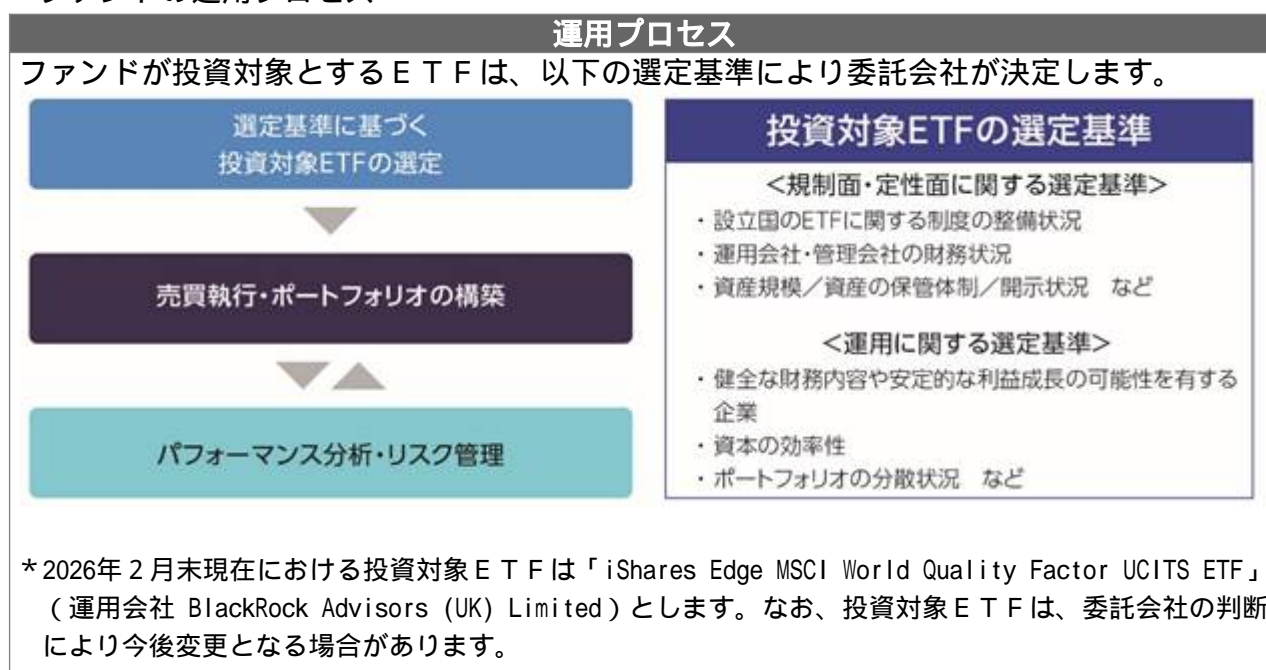 運用プロセス
ファンドが投資対象とするＥＴＦは、以下の選定基準により委託会社が決定します。
選定基準に基づく
投資対象ETFの選定
売買執行・ポートフォリオの構築
パフォーマンス分析・リスク管理
投資対象ETFの選定基準
＜規制面・定性面に関する選定基準＞
・設立国のETFに関する制度の整備状況
・運用会社・管理会社の財務状況
・資産規模／資産の保管体制／開示状況　など
＜運用に関する選定基準＞
・健全な財務内容や安定的な利益成長の可能性を有する
企業
・資本の効率性
・ポートフォリオの分散状況　など
＊2026年２月末現在における投資対象ＥＴＦは「iShares Edge MSCI World Quality Factor UCITS ETF」
（運用会社 BlackRock Advisors (UK) Limited）とします。なお、投資対象ＥＴＦは、委託会社の判断
により今後変更となる場合があります。